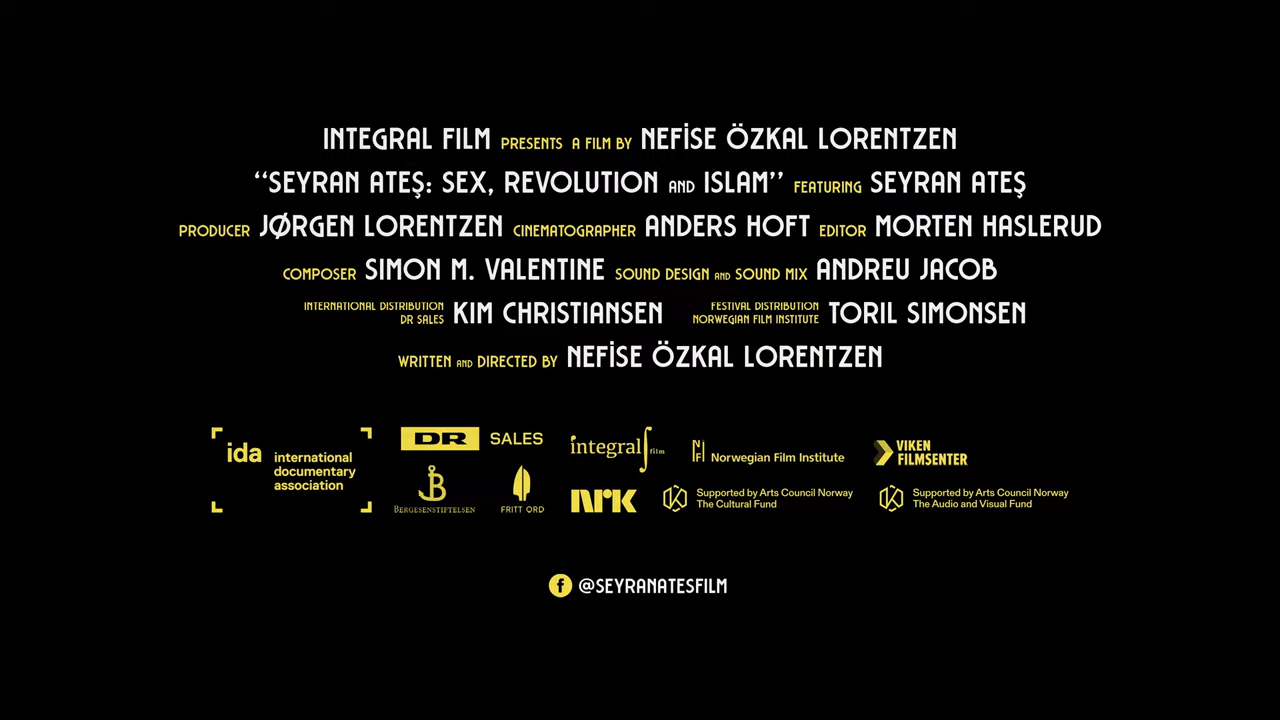 INTEGRAL FILM PRESENTS A FILM BY NEFİSE ÖZKAL LORENTZEN
“SEYRAN ATEŞ: SEX, REVOLUTION AND ISLAM” FEATURING SEYRAN ATEŞ
PRODUCER JØRGEN LORENTZEN CINEMATOGRAPHER ANDERS HOFT EDITOR MORTEN HASLERUD
COMPOSER SIMON M. VALENTINE SOUND DESIGN AND SOUND MIX ANDREU JACOB
INTERNATIONAL DISTRIBUTION
DR SALES KIM CHRISTIANSEN
FESTIVAL DISTRIBUTION
NORWEGIAN FILM INSTITUTE TORIL SIMONSEN
WRITTEN AND DIRECTED BY NEFİSE ÖZKAL LORENTZEN
ida international
documentary
association
DR SALES
integral film
NFI Norwegian Film Institute
VIKEN
FILMSENTER
B
BERGESENSTIFTELSEN
FRITT ORD
NRK
Supported by Arts Council Norway
The Cultural Fund
Supported by Arts Council Norway
The Audio and Visual Fund
f @SEYRANATESFILM